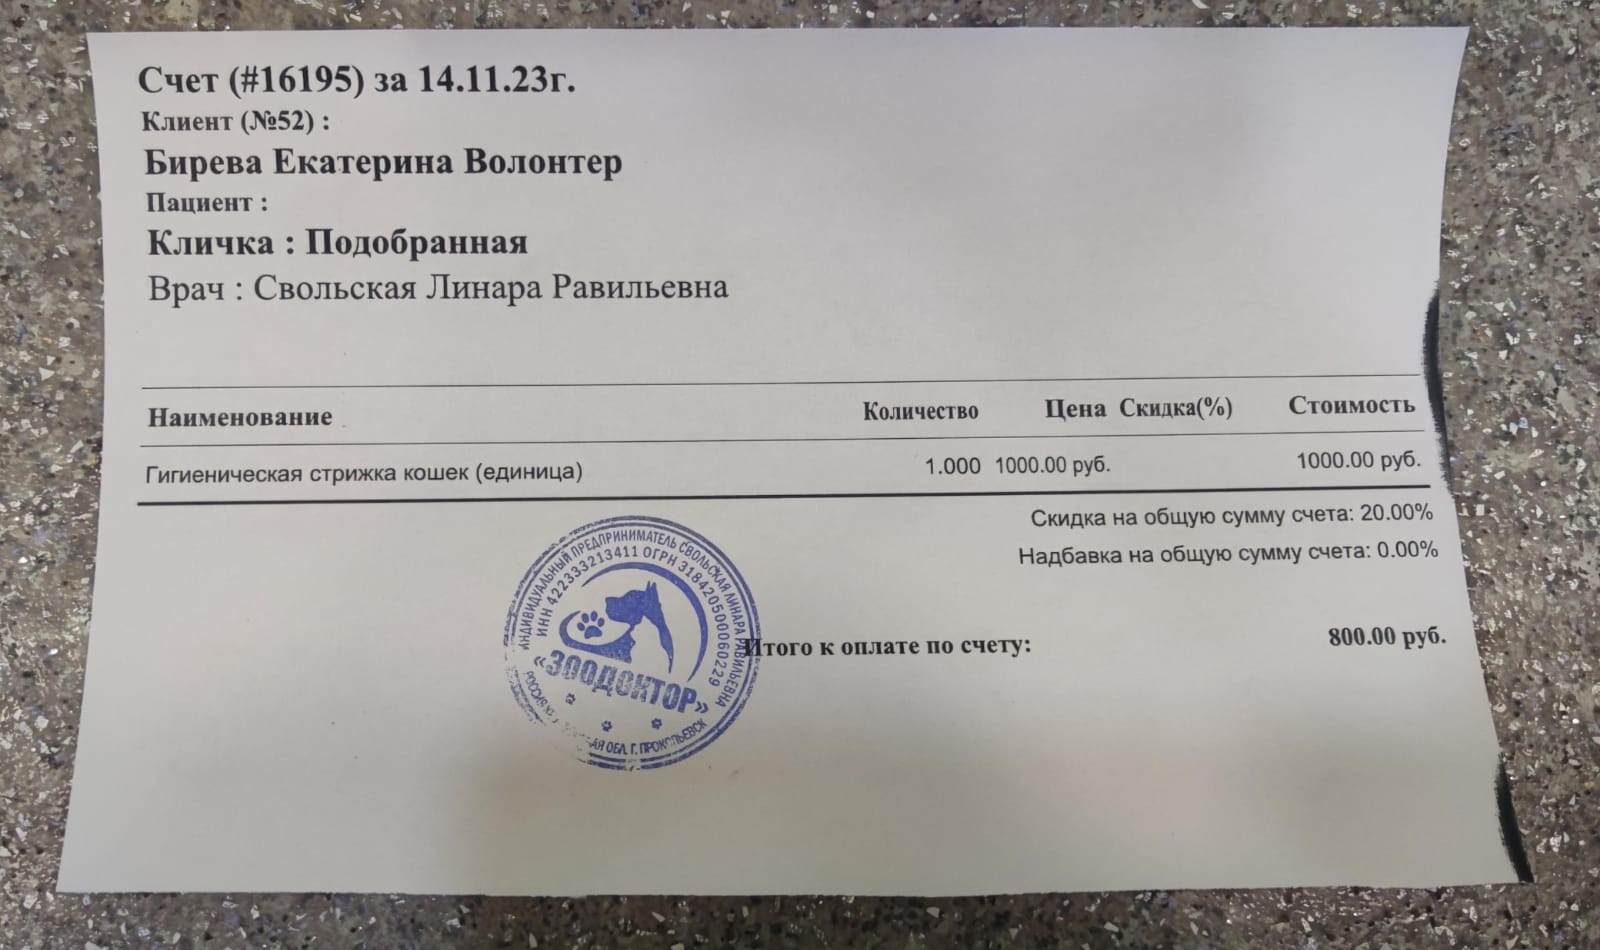 Счет (#16195) за 14.11.23г.
Клиент (№52) :
Бирева Екатерина Волонтер
Пациент :
Кличка : Подобранная
Врач : Свольская Линара Равильевна
Наименование Количество Цена Скидка(%) Стоимость
Гигиеническая стрижка кошек (единица) 1.000 1000.00 руб. 1000.00 руб.
Скидка на общую сумму счета: 20.00%
Надбавка на общую сумму счета: 0.00%
Итого к оплате по счету: 800.00 руб.
ИНДИВИДУАЛЬНЫЙ ПРЕДПРИНИМАТЕЛЬ СВОЛЬСКАЯ ЛИНАРА РАВИЛЬЕВНА
ИНН 422333213411 ОГРН 318420500060229
«ЗООДОКТОР»
ОБЛ. Г. ПРОКОПЬЕВСК